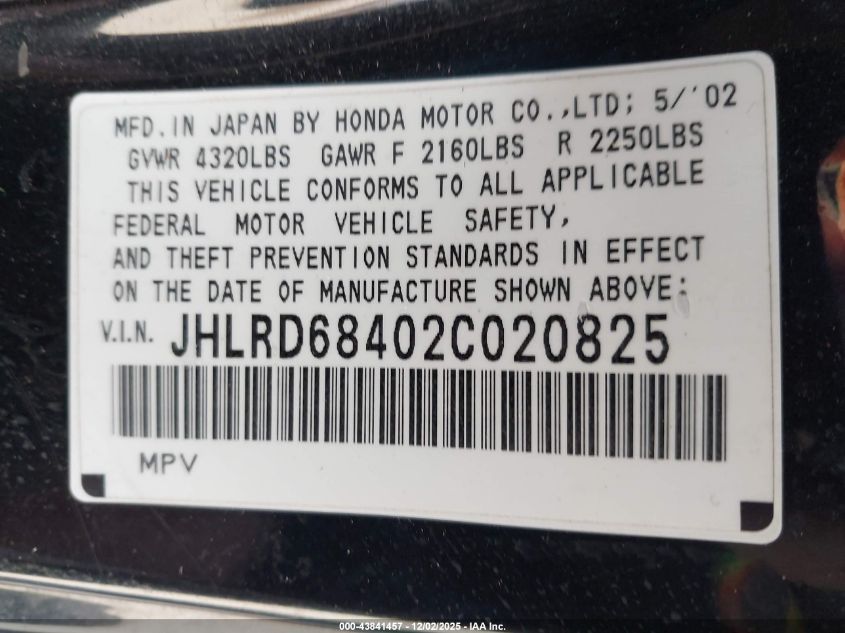 MFD.IN JAPAN BY HONDA MOTOR CO.,LTD; 5/'02
GVWR 4320LBS GAWR F 2160LBS R 2250LBS
THIS VEHICLE CONFORMS TO ALL APPLICABLE
FEDERAL MOTOR VEHICLE SAFETY,
AND THEFT PREVENTION STANDARDS IN EFFECT
ON THE DATE OF MANUFACTURE SHOWN ABOVE:
V.I.N. JHLRD68402C020825
MPV
000-43841457 - 12/02/2025 - IAA Inc.